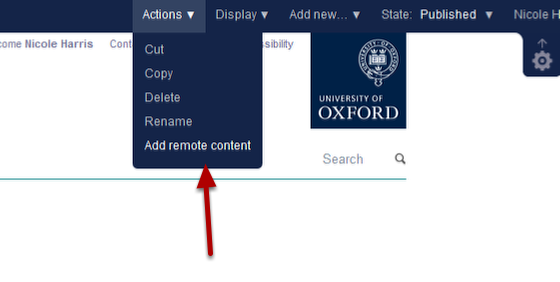 Actions ▼ Display ▼ Add new… ▼ State: Published ▼ Nicole H
come Nicole Harris Cont sibility
Cut
Copy
Delete
Rename
Add remote content
UNIVERSITY OF
OXFORD
Search